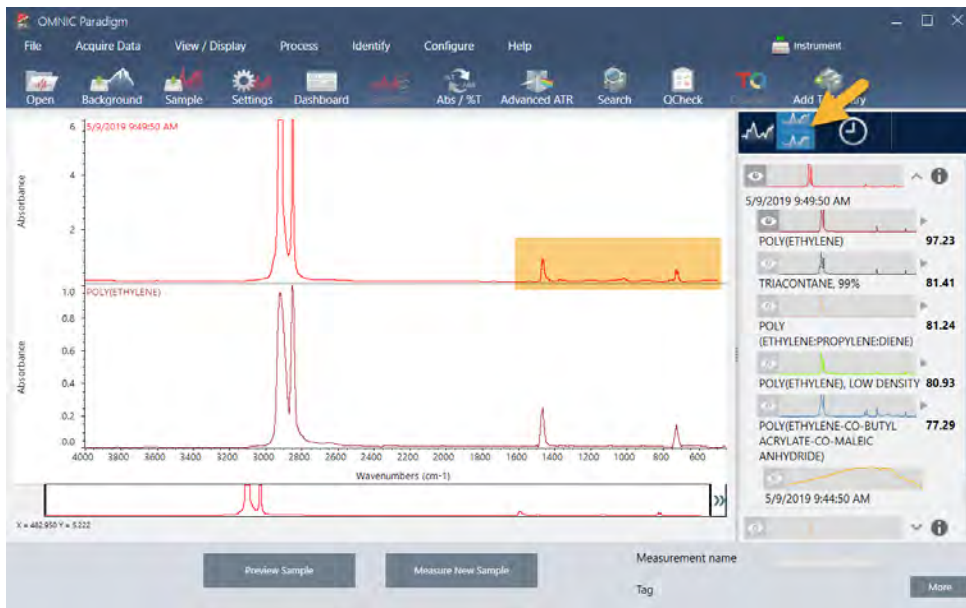 OMNIC Paradigm
File Acquire Data View / Display Process Identify Configure Help Instrument
Open Background Sample Settings Dashboard Abs / %T Advanced ATR Search QCheck Add
5/9/2019 9:49:50 AM
6
4
2
Absorbance
POLY(ETHYLENE)
1.0
0.8
0.6
0.4
0.2
0.0
Absorbance
4000 3800 3600 3400 3200 3000 2800 2600 2400 2200 2000 1800 1600 1400 1200 1000 800 600
Wavenumbers (cm-1)
X = 482.950 Y = 5.222
5/9/2019 9:49:50 AM
POLY(ETHYLENE) 97.23
TRIACONTANE, 99% 81.41
POLY 81.24
(ETHYLENE:PROPYLENE:DIENE)
POLY(ETHYLENE), LOW DENSITY 80.93
POLY(ETHYLENE-CO-BUTYL 77.29
ACRYLATE-CO-MALEIC
ANHYDRIDE)
5/9/2019 9:44:50 AM
Preview Sample Measure New Sample
Measurement name
Tag
More